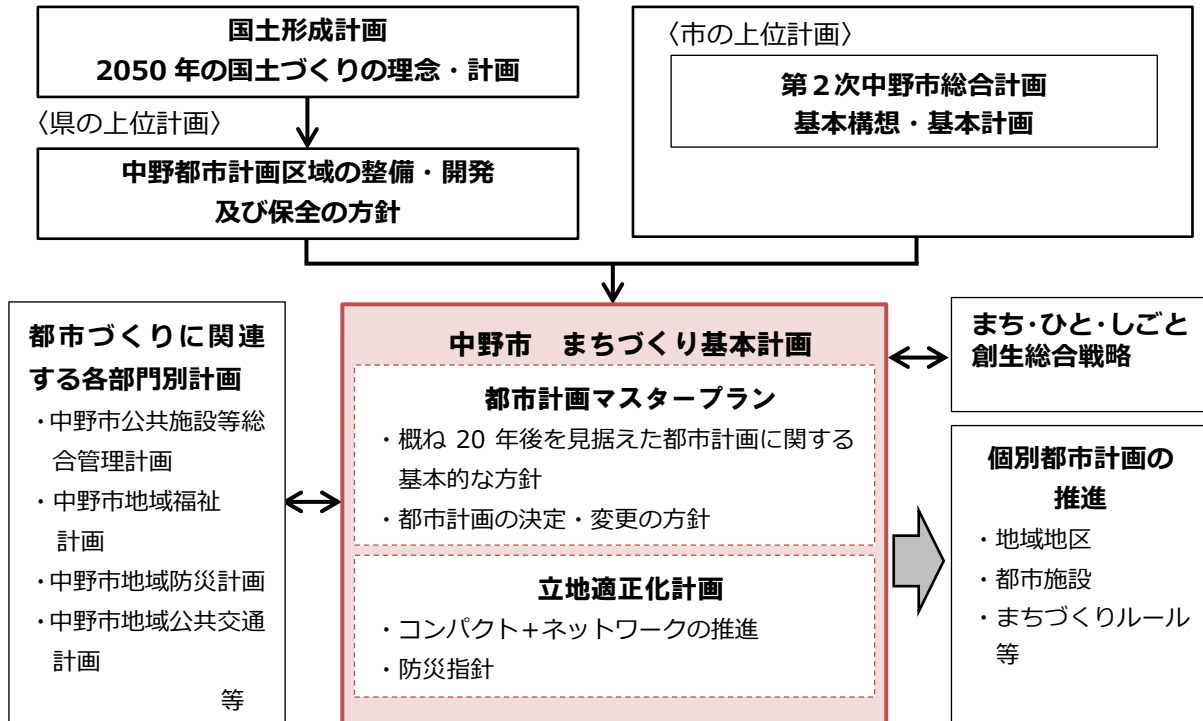 国土形成計画
2050 年の国土づくりの理念・計画
〈県の上位計画〉
中野都市計画区域の整備・開発
及び保全の方針
〈市の上位計画〉
第２次中野市総合計画
基本構想・基本計画
都市づくりに関連
する各部門別計画
・中野市公共施設等総
合管理計画
・中野市地域福祉
計画
・中野市地域防災計画
・中野市地域公共交通
計画
等
中野市　まちづくり基本計画
都市計画マスタープラン
・概ね 20 年後を見据えた都市計画に関する
基本的な方針
・都市計画の決定・変更の方針
立地適正化計画
・コンパクト＋ネットワークの推進
・防災指針
まち・ひと・しごと
創生総合戦略
個別都市計画の
推進
・地域地区
・都市施設
・まちづくりルール
等